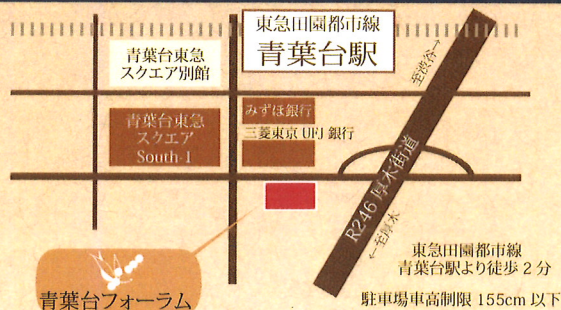 東急田園都市線
青葉台駅
青葉台東急
スクエア別館
至渋谷→
みずほ銀行
青葉台東急
スクエア
South-1
三菱東京UFJ銀行
R246 厚木街道
←至厚木
東急田園都市線
青葉台駅より徒歩2分
青葉台フォーラム
駐車場車高制限 155cm 以下